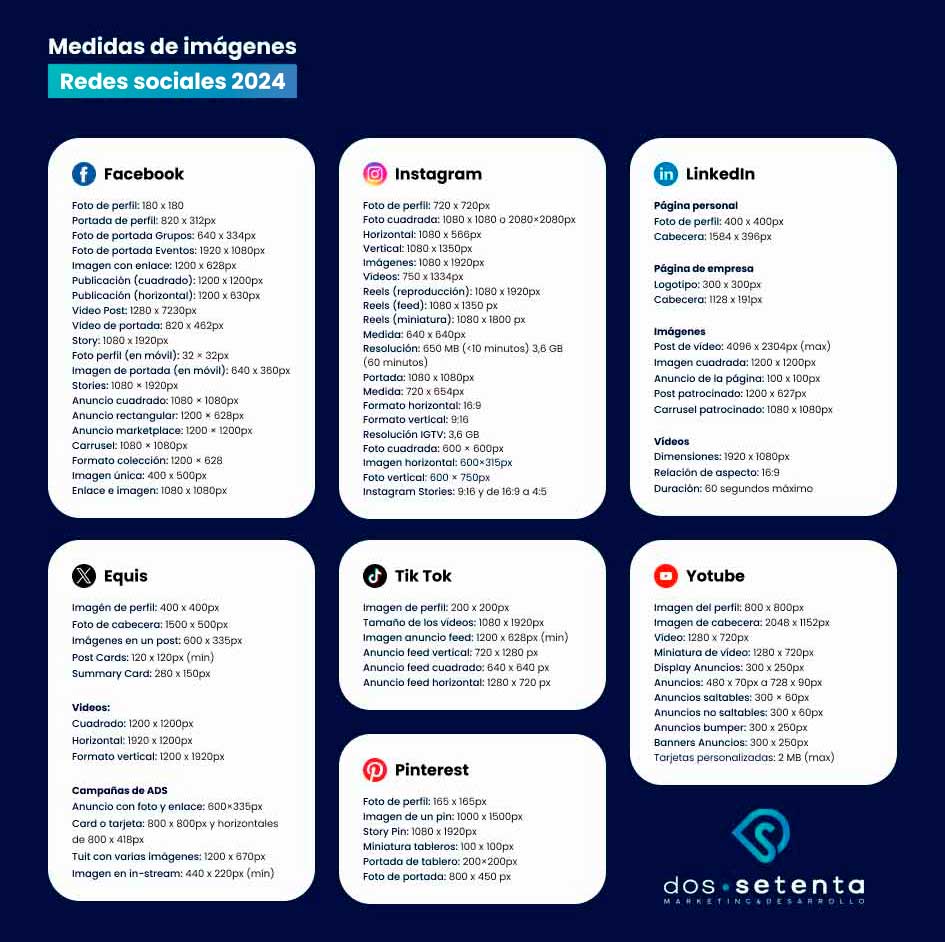 Medidas de imágenes
Redes sociales 2024
Facebook
Foto de perfil: 180 x 180
Portada de perfil: 820 x 312px
Foto de portada Grupos: 640 x 334px
Foto de portada Eventos: 1920 x 1080px
Imagen con enlace: 1200 x 628px
Publicación (cuadrado): 1200 x 1200px
Publicación (horizontal): 1200 x 630px
Video Post: 1280 x 7230px
Video de portada: 820 x 462px
Story: 1080 x 1920px
Foto perfil (en móvil): 32 × 32px
Imagen de portada (en móvil): 640 x 360px
Stories: 1080 × 1920px
Anuncio cuadrado: 1080 × 1080px
Anuncio rectangular: 1200 × 628px
Anuncio marketplace: 1200 × 1200px
Carrusel: 1080 × 1080px
Formato colección: 1200 × 628
Imagen única: 400 x 500px
Enlace e imagen: 1080 x 1080px
Instagram
Foto de perfil: 720 x 720px
Foto cuadrada: 1080 x 1080 o 2080×2080px
Horizontal: 1080 x 566px
Vertical: 1080 x 1350px
Imágenes: 1080 x 1920px
Videos: 750 x 1334px
Reels (reproducción): 1080 x 1920px
Reels (feed): 1080 x 1350 px
Reels (miniatura): 1080 x 1800 px
Medida: 640 x 640px
Resolución: 650 MB (<10 minutos) 3,6 GB
(60 minutos)
Portada: 1080 x 1080px
Medida: 720 x 654px
Formato horizontal: 16:9
Formato vertical: 9:16
Resolución IGTV: 3,6 GB
Foto cuadrada: 600 × 600px
Imagen horizontal: 600×315px
Foto vertical: 600 × 750px
Instagram Stories: 9:16 y de 16:9 a 4:5
LinkedIn
Página personal
Foto de perfil: 400 x 400px
Cabecera: 1584 x 396px
Página de empresa
Logotipo: 300 x 300px
Cabecera: 1128 x 191px
Imágenes
Post de vídeo: 4096 x 2304px (max)
Imagen cuadrada: 1200 x 1200px
Anuncio de la página: 100 x 100px
Post patrocinado: 1200 x 627px
Carrusel patrocinado: 1080 x 1080px
Vídeos
Dimensiones: 1920 x 1080px
Relación de aspecto: 16:9
Duración: 60 segundos máximo
Equis
Imagén de perfil: 400 x 400px
Foto de cabecera: 1500 x 500px
Imágenes en un post: 600 x 335px
Post Cards: 120 x 120px (min)
Summary Card: 280 x 150px
Videos:
Cuadrado: 1200 x 1200px
Horizontal: 1920 x 1200px
Formato vertical: 1200 x 1920px
Campañas de ADS
Anuncio con foto y enlace: 600×335px
Card o tarjeta: 800 x 800px y horizontales
de 800 x 418px
Tuit con varias imágenes: 1200 x 670px
Imagen en in-stream: 440 x 220px (min)
Tik Tok
Imagen de perfil: 200 x 200px
Tamaño de los vídeos: 1080 x 1920px
Imagen anuncio feed: 1200 x 628px (min)
Anuncio feed vertical: 720 x 1280 px
Anuncio feed cuadrado: 640 x 640 px
Anuncio feed horizontal: 1280 x 720 px
Pinterest
Foto de perfil: 165 x 165px
Imagen de un pin: 1000 x 1500px
Story Pin: 1080 x 1920px
Miniatura tableros: 100 x 100px
Portada de tablero: 200×200px
Foto de portada: 800 x 450 px
Yotube
Imagen del perfil: 800 x 800px
Imagen de cabecera: 2048 x 1152px
Video: 1280 x 720px
Miniatura de vídeo: 1280 x 720px
Display Anuncios: 300 x 250px
Anuncios: 480 x 70px a 728 x 90px
Anuncios saltables: 300 × 60px
Anuncios no saltables: 300 x 60px
Anuncios bumper: 300 x 250px
Banners Anuncios: 300 x 250px
Tarjetas personalizadas: 2 MB (max)
dos·setenta
MARKETING&DESARROLLO